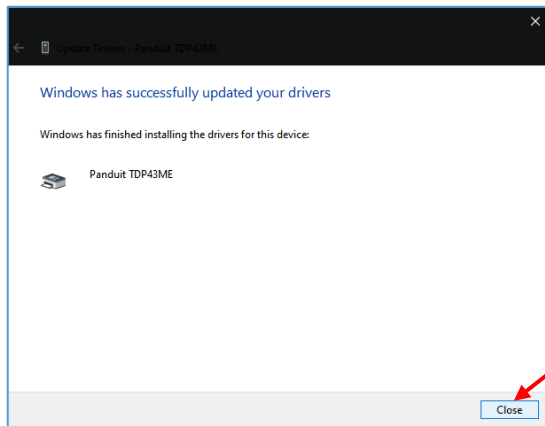 Update Drivers - Panduit TDP43ME
Windows has successfully updated your drivers
Windows has finished installing the drivers for this device:
Panduit TDP43ME
Close